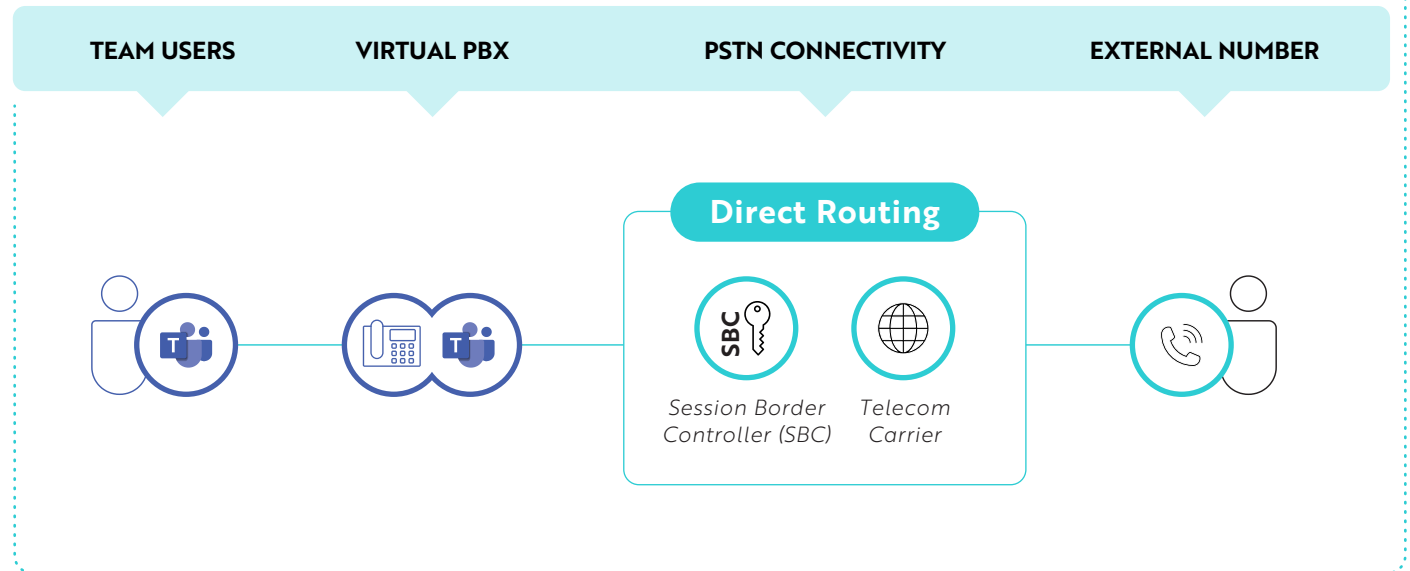 TEAM USERS
VIRTUAL PBX
PSTN CONNECTIVITY
EXTERNAL NUMBER
Direct Routing
T
T
SBC
Session Border
Controller (SBC)
Telecom
Carrier